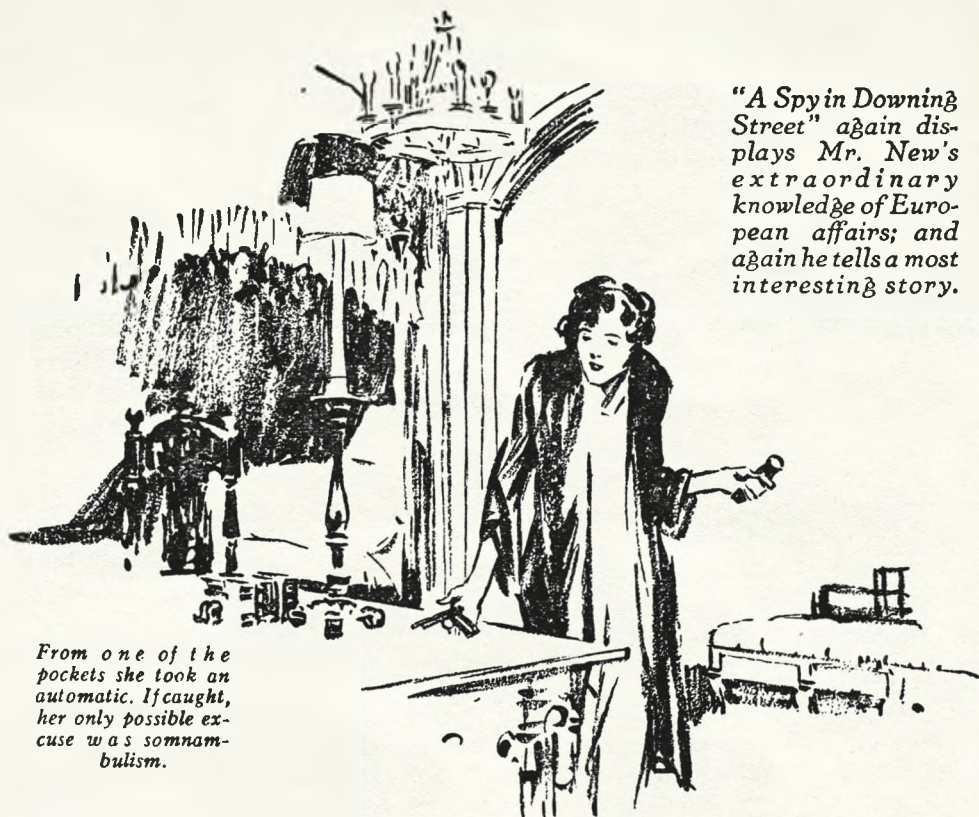 "A Spy in Downing
Street" again dis-
plays Mr. New's
extraordinary
knowledge of Euro-
pean affairs; and
again he tells a most
interesting story.
From one of the
pockets she took an
automatic. If caught,
her only possible ex-
cuse was somnam-
bulism.